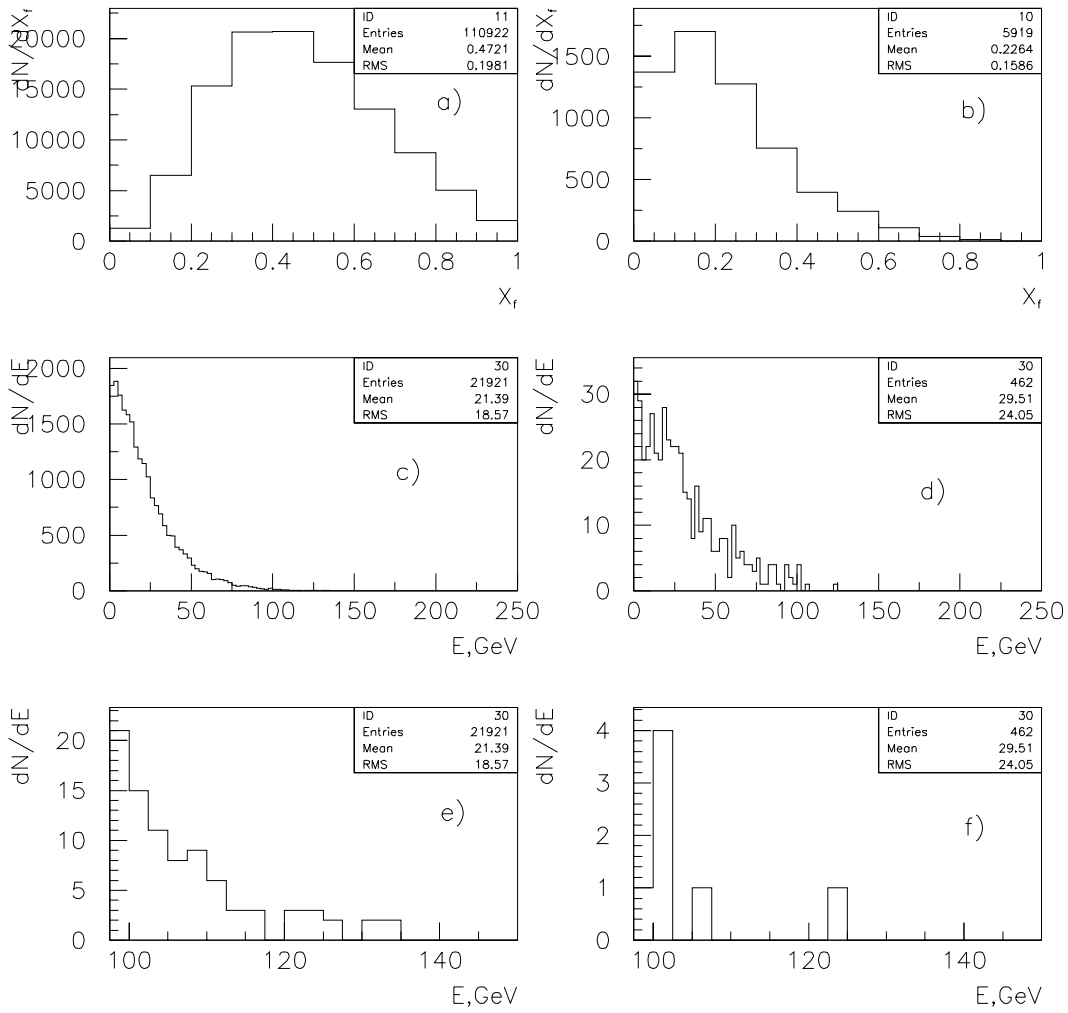 dN/dX_f
20000
15000
10000
5000
0
0 0.2 0.4 0.6 0.8 1
X_f
ID 11
Entries 110922
Mean 0.4721
RMS 0.1981
a)
dN/dX_f
1500
1000
500
0
0 0.2 0.4 0.6 0.8 1
X_f
ID 10
Entries 5919
Mean 0.2264
RMS 0.1586
b)
dN/dE
2000
1500
1000
500
0
0 50 100 150 200 250
E,GeV
ID 30
Entries 21921
Mean 21.39
RMS 18.57
c)
dN/dE
30
20
10
0
0 50 100 150 200 250
E,GeV
ID 30
Entries 462
Mean 29.51
RMS 24.05
d)
dN/dE
20
15
10
5
0
100 120 140
E,GeV
ID 30
Entries 21921
Mean 21.39
RMS 18.57
e)
dN/dE
4
3
2
1
0
100 120 140
E,GeV
ID 30
Entries 462
Mean 29.51
RMS 24.05
f)